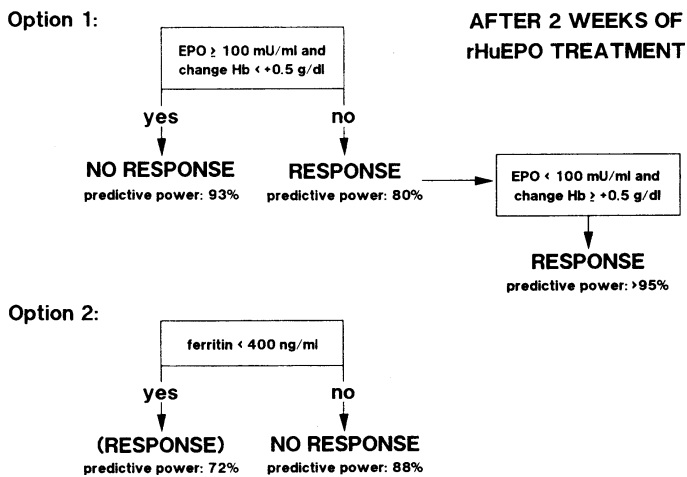 Option 1:
AFTER 2 WEEKS OF
rHuEPO TREATMENT
EPO ≥ 100 mU/ml and
change Hb < +0.5 g/dl
yes
no
NO RESPONSE
predictive power: 93%
RESPONSE
predictive power: 80%
EPO < 100 mU/ml and
change Hb ≥ +0.5 g/dl
RESPONSE
predictive power: >95%
Option 2:
ferritin < 400 ng/ml
yes
no
(RESPONSE)
predictive power: 72%
NO RESPONSE
predictive power: 88%